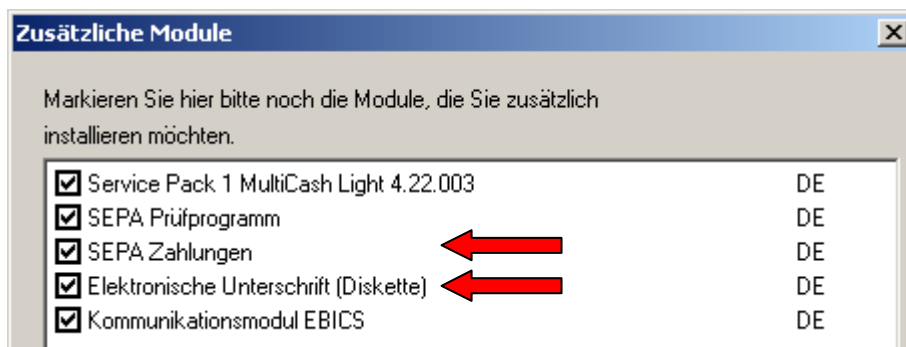 Zusätzliche Module
Markieren Sie hier bitte noch die Module, die Sie zusätzlich
installieren möchten.
Service Pack 1 MultiCash Light 4.22.003 DE
SEPA Prüfprogramm DE
SEPA Zahlungen DE
Elektronische Unterschrift (Diskette) DE
Kommunikationsmodul EBICS DE